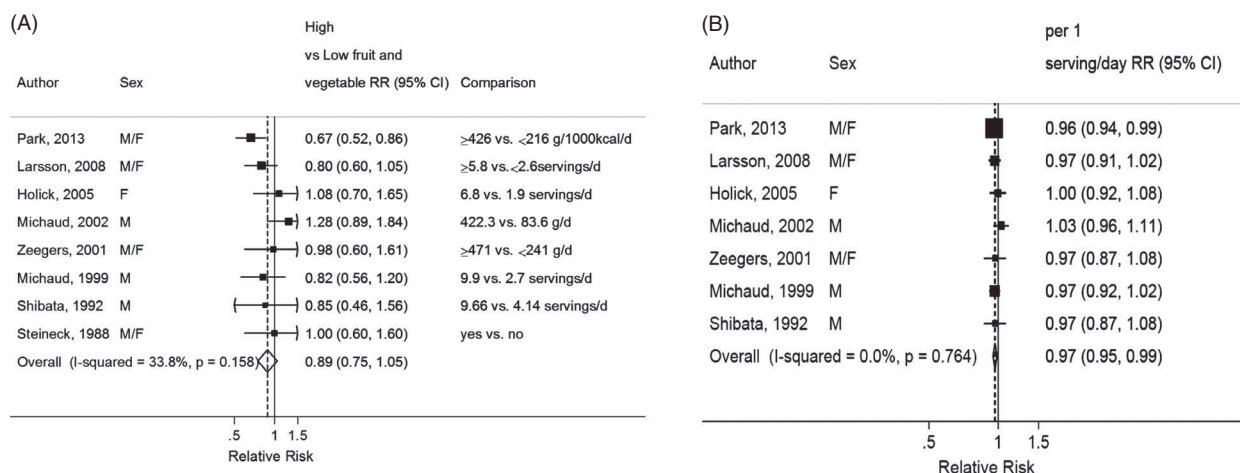 (A)
High
vs Low fruit and
Author Sex vegetable RR (95% CI) Comparison
Park, 2013 M/F 0.67 (0.52, 0.86) ≥426 vs. <216 g/1000kcal/d
Larsson, 2008 M/F 0.80 (0.60, 1.05) ≥5.8 vs.<2.6servings/d
Holick, 2005 F 1.08 (0.70, 1.65) 6.8 vs. 1.9 servings/d
Michaud, 2002 M 1.28 (0.89, 1.84) 422.3 vs. 83.6 g/d
Zeegers, 2001 M/F 0.98 (0.60, 1.61) ≥471 vs. <241 g/d
Michaud, 1999 M 0.82 (0.56, 1.20) 9.9 vs. 2.7 servings/d
Shibata, 1992 M 0.85 (0.46, 1.56) 9.66 vs. 4.14 servings/d
Steineck, 1988 M/F 1.00 (0.60, 1.60) yes vs. no
Overall (I-squared = 33.8%, p = 0.158) 0.89 (0.75, 1.05)
.5 1 1.5
Relative Risk
(B)
per 1
Author Sex serving/day RR (95% CI)
Park, 2013 M/F 0.96 (0.94, 0.99)
Larsson, 2008 M/F 0.97 (0.91, 1.02)
Holick, 2005 F 1.00 (0.92, 1.08)
Michaud, 2002 M 1.03 (0.96, 1.11)
Zeegers, 2001 M/F 0.97 (0.87, 1.08)
Michaud, 1999 M 0.97 (0.92, 1.02)
Shibata, 1992 M 0.97 (0.87, 1.08)
Overall (I-squared = 0.0%, p = 0.764) 0.97 (0.95, 0.99)
.5 1 1.5
Relative Risk